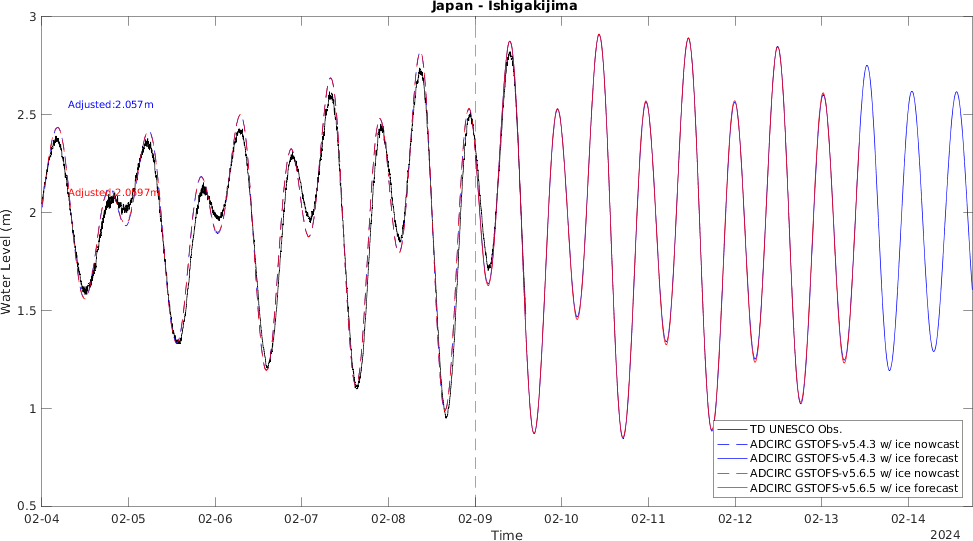 Japan - Ishigakijima
3
2.5
2
1.5
1
0.5
Water Level (m)
Adjusted:2.057m
Adjusted:2.0697m
TD UNESCO Obs.
ADCIRC GSTOFS-v5.4.3 w/ ice nowcast
ADCIRC GSTOFS-v5.4.3 w/ ice forecast
ADCIRC GSTOFS-v5.6.5 w/ ice nowcast
ADCIRC GSTOFS-v5.6.5 w/ ice forecast
02-04 02-05 02-06 02-07 02-08 02-09 02-10 02-11 02-12 02-13 02-14
Time
2024